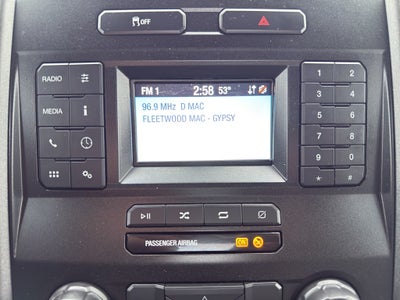 OFF
RADIO
MEDIA
FM 1 2:58 53°
96.9 MHz D MAC
FLEETWOOD MAC - GYPSY
1 2
3 4
5 6
7 8
9 0
* #
PASSENGER AIRBAG